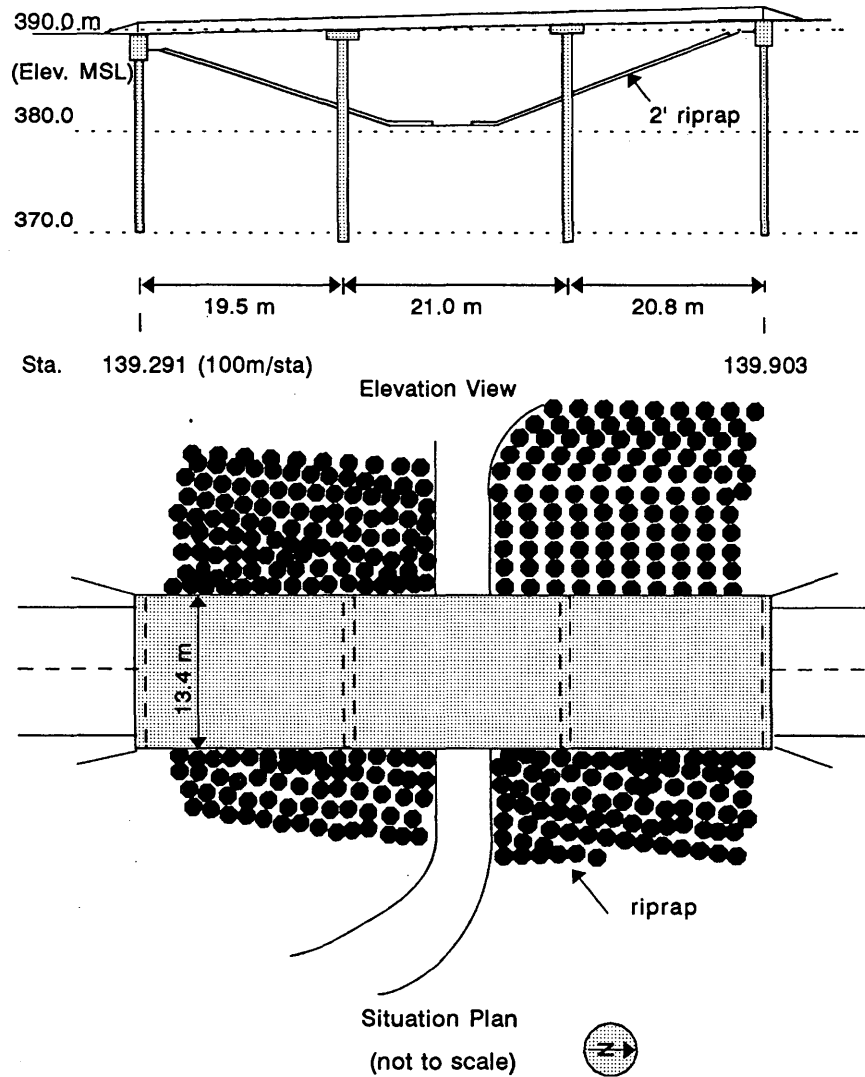 390.0 m
(Elev. MSL)
2' riprap
380.0
370.0
19.5 m 21.0 m 20.8 m
Sta. 139.291 (100m/sta) 139.903
Elevation View
13.4 m
riprap
Situation Plan
(not to scale)
N